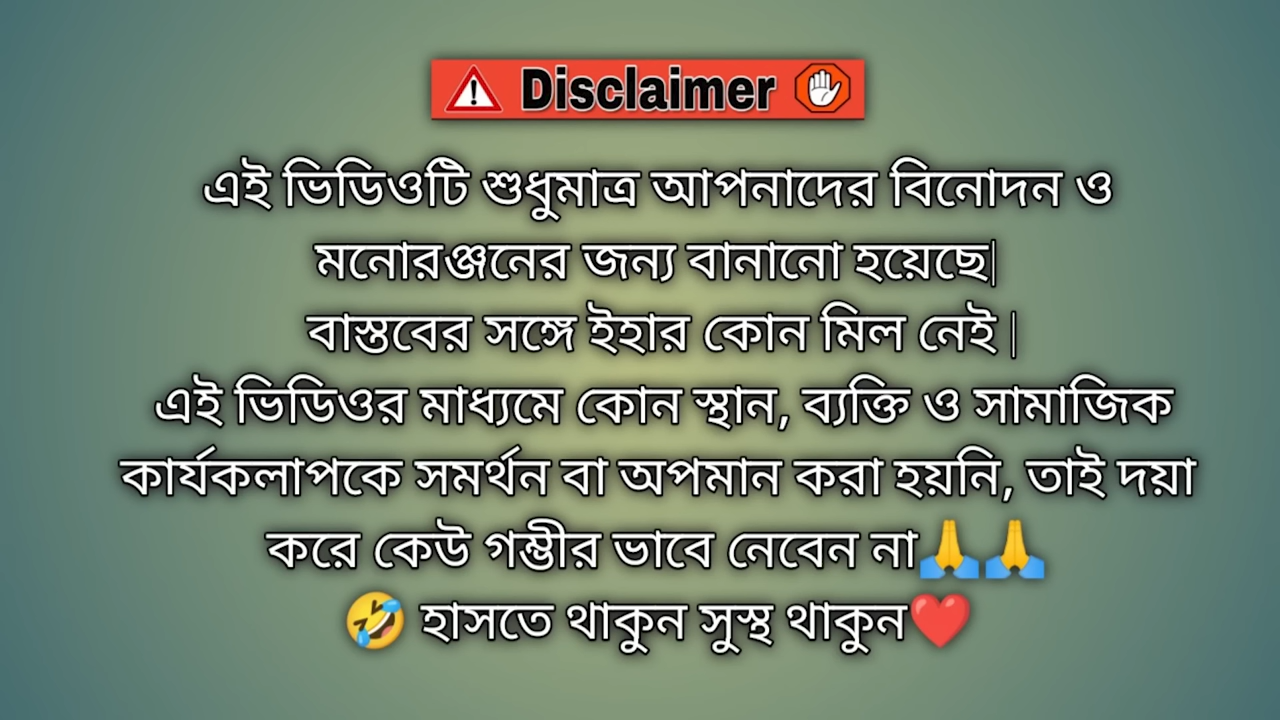 ⚠️ Disclaimer
এই ভিডিওটি শুধুমাত্র আপনাদের বিনোদন ও
মনোরঞ্জনের জন্য বানানো হয়েছে|
বাস্তবের সঙ্গে ইহার কোন মিল নেই |
এই ভিডিওর মাধ্যমে কোন স্থান, ব্যক্তি ও সামাজিক
কার্যকলাপকে সমর্থন বা অপমান করা হয়নি, তাই দয়া
করে কেউ গম্ভীর ভাবে নেবেন না🙏🙏
🤣 হাসতে থাকুন সুস্থ থাকুন❤️